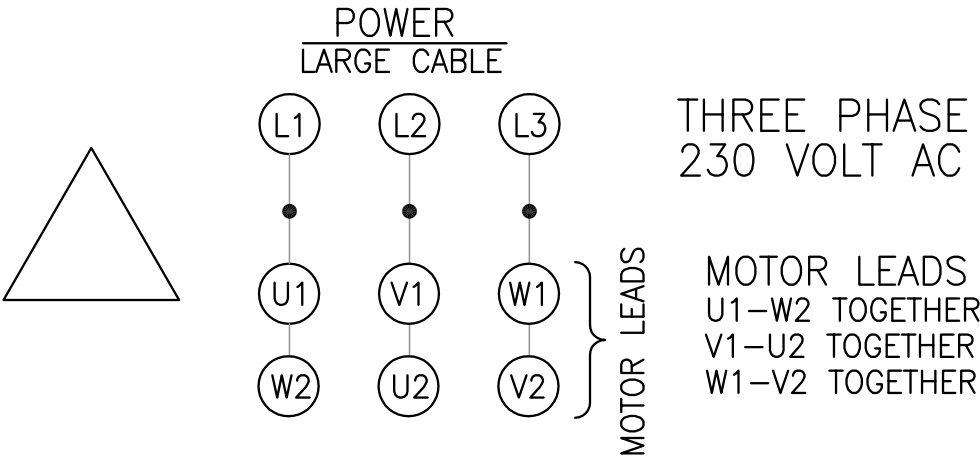 POWER
LARGE CABLE
L1 L2 L3
THREE PHASE
230 VOLT AC
U1 V1 W1
W2 U2 V2
MOTOR LEADS
MOTOR LEADS
U1-W2 TOGETHER
V1-U2 TOGETHER
W1-V2 TOGETHER